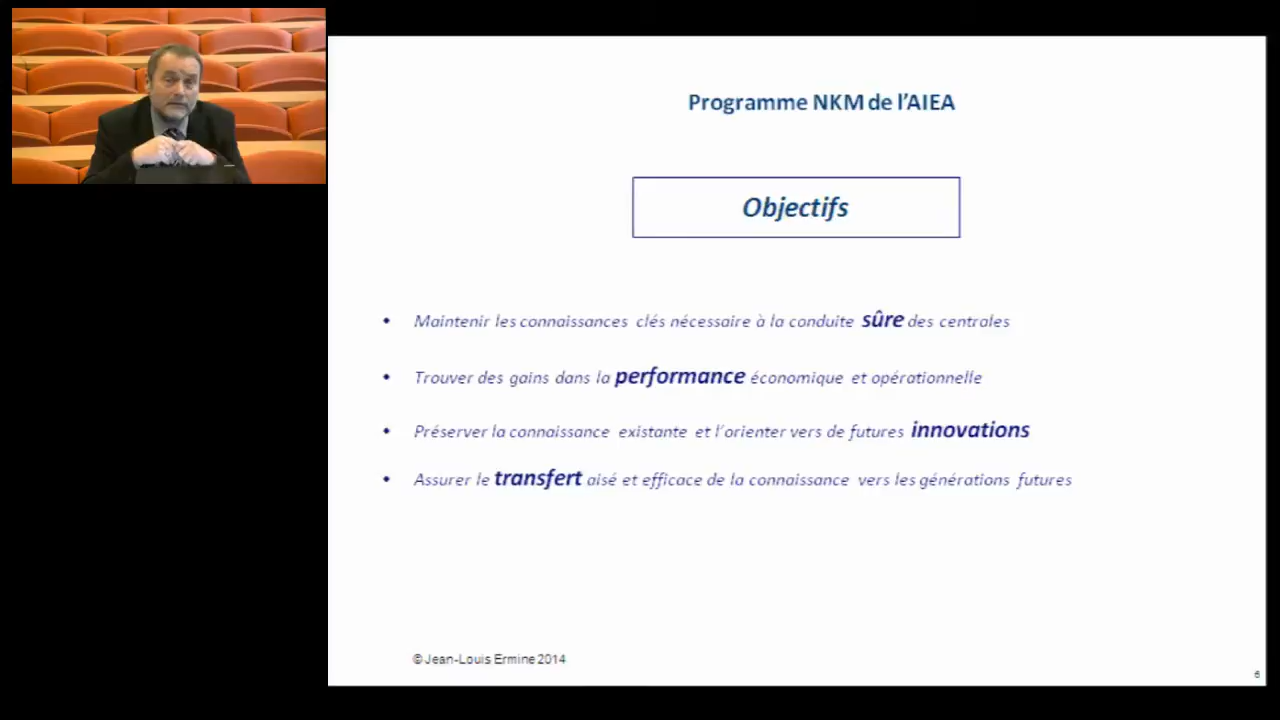 Programme NKM de l'AIEA
Objectifs
• Maintenir les connaissances clés nécessaire à la conduite sûre des centrales
• Trouver des gains dans la performance économique et opérationnelle
• Préserver la connaissance existante et l'orienter vers de futures innovations
• Assurer le transfert aisé et efficace de la connaissance vers les générations futures
© Jean-Louis Ermine 2014
6